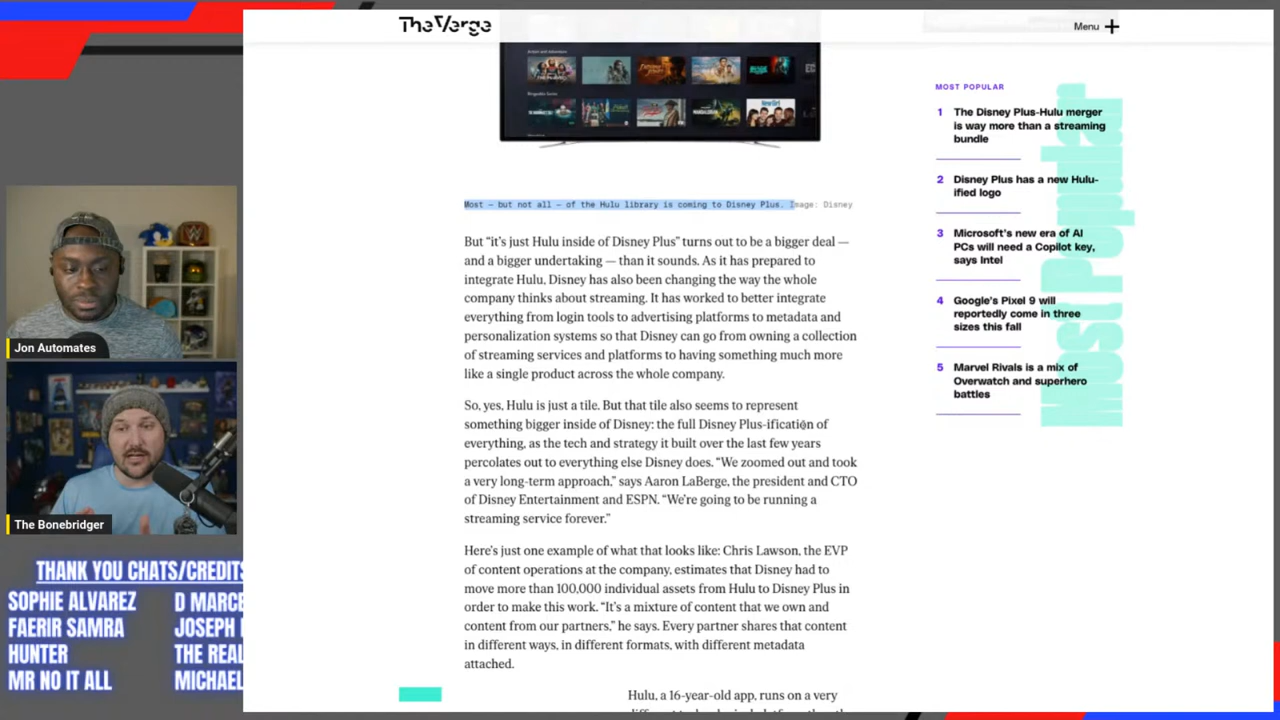 The Verge
Menu
Most – but not all – of the Hulu library is coming to Disney Plus. Image: Disney
But “it’s just Hulu inside of Disney Plus” turns out to be a bigger deal —
and a bigger undertaking — than it sounds. As it has prepared to
integrate Hulu, Disney has also been changing the way the whole
company thinks about streaming. It has worked to better integrate
everything from login tools to advertising platforms to metadata and
personalization systems so that Disney can go from owning a collection
of streaming services and platforms to having something much more
like a single product across the whole company.
So, yes, Hulu is just a tile. But that tile also seems to represent
something bigger inside of Disney: the full Disney Plus-ification of
everything, as the tech and strategy it built over the last few years
percolates out to everything else Disney does. “We zoomed out and took
a very long-term approach,” says Aaron LaBerge, the president and CTO
of Disney Entertainment and ESPN. “We’re going to be running a
streaming service forever.”
Here’s just one example of what that looks like: Chris Lawson, the EVP
of content operations at the company, estimates that Disney had to
move more than 100,000 individual assets from Hulu to Disney Plus in
order to make this work. “It’s a mixture of content that we own and
content from our partners,” he says. Every partner shares that content
in different ways, in different formats, with different metadata
attached.
Hulu, a 16-year-old app, runs on a very
MOST POPULAR
Most Popular
1 The Disney Plus-Hulu merger
is way more than a streaming
bundle
2 Disney Plus has a new Hulu-
ified logo
3 Microsoft’s new era of AI
PCs will need a Copilot key,
says Intel
4 Google’s Pixel 9 will
reportedly come in three
sizes this fall
5 Marvel Rivals is a mix of
Overwatch and superhero
battles
Jon Automates
The Bonebridger
THANK YOU CHATS/CREDITS
SOPHIE ALVAREZ
FAERIR SAMRA
HUNTER
MR NO IT ALL
D MARCE
JOSEPH
THE REAL
MICHAEL